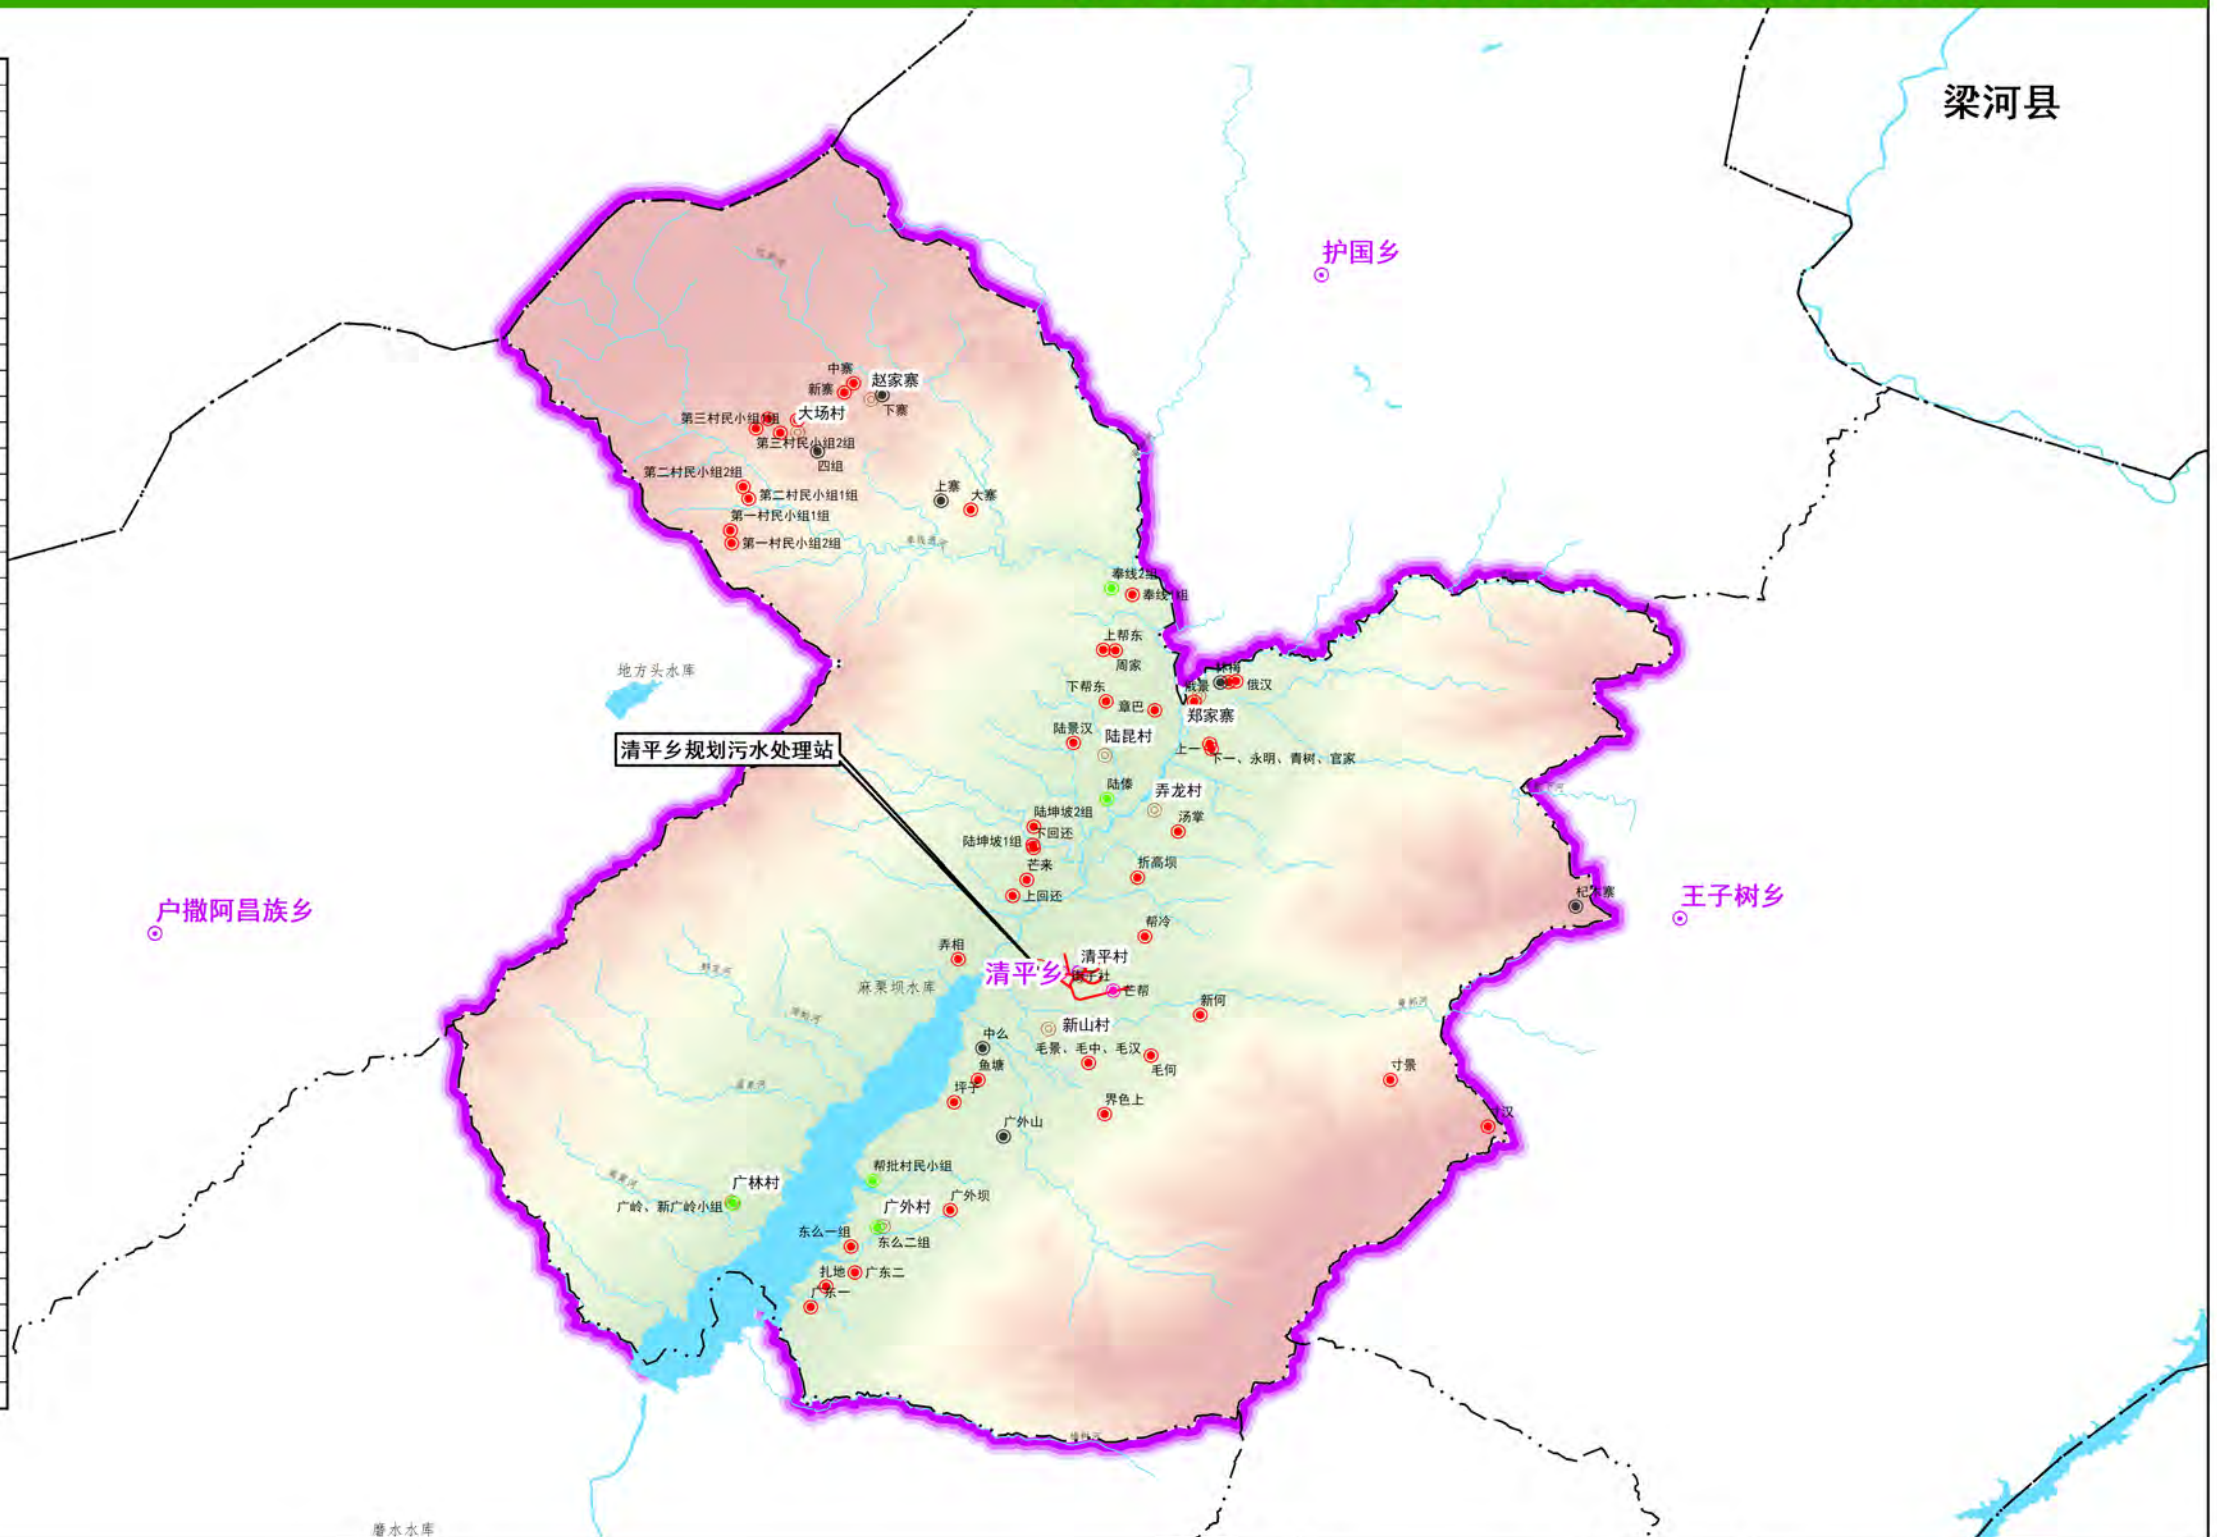 梁河县
护国乡
中寨
赵家寨
新寨
下寨
大场村
第三村民小组1组
第三村民小组2组
四组
第二村民小组2组
第二村民小组1组
上寨
大寨
第一村民小组1组
第一村民小组2组
奉线2组
奉线1组
上帮东
周家
地方头水库
俄汉
下帮东
章巴
郑家寨
陆景汉
陆昆村
上一
下一、永明、青树、官家
清平乡规划污水处理站
陆傣
弄龙村
陆坤坡2组
汤掌
下回还
陆坤坡1组
芒来
折高坝
上回还
王子树乡
户撒阿昌族乡
帮冷
弄相
清平村
清平乡
麻栗坝水库
芒帮
新何
新山村
中么
毛景、毛中、毛汉
毛何
鱼塘
寸景
坪子
界色上
广外山
帮批村民小组
广林村
广外坝
广岭、新广岭小组
广外村
东么一组
东么二组
扎地
广东二
广东一
磨水水库